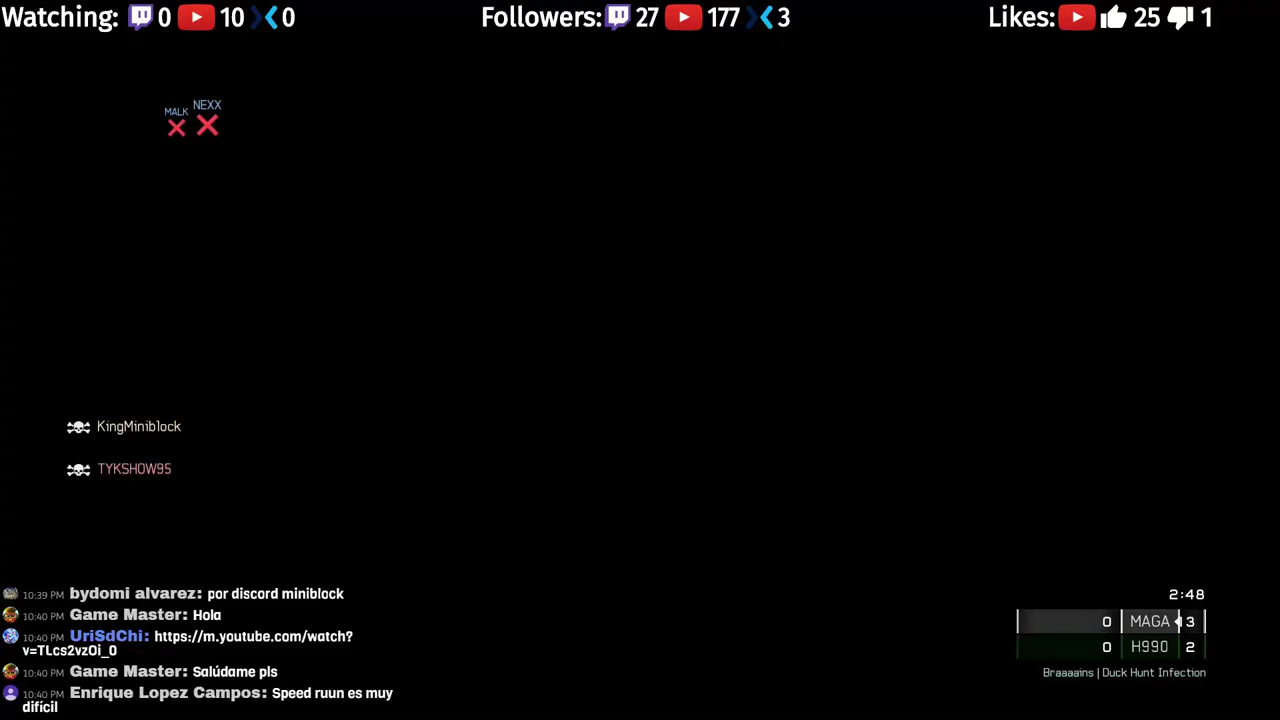 Watching: 0 10 0 Followers: 27 177 3 Likes: 25 1
MALK NEXX
KingMiniblock
TYKSHOW95
10:39 PM bydomi alvarez: por discord miniblock
10:40 PM Game Master: Hola
10:40 PM UriSdChi: https://m.youtube.com/watch?
v=TLcs2vzOi_0
10:40 PM Game Master: Salúdame pls
10:40 PM Enrique Lopez Campos: Speed ruun es muy
difícil
2:48
0 MAGA 3
0 H990 2
Braaaains | Duck Hunt Infection